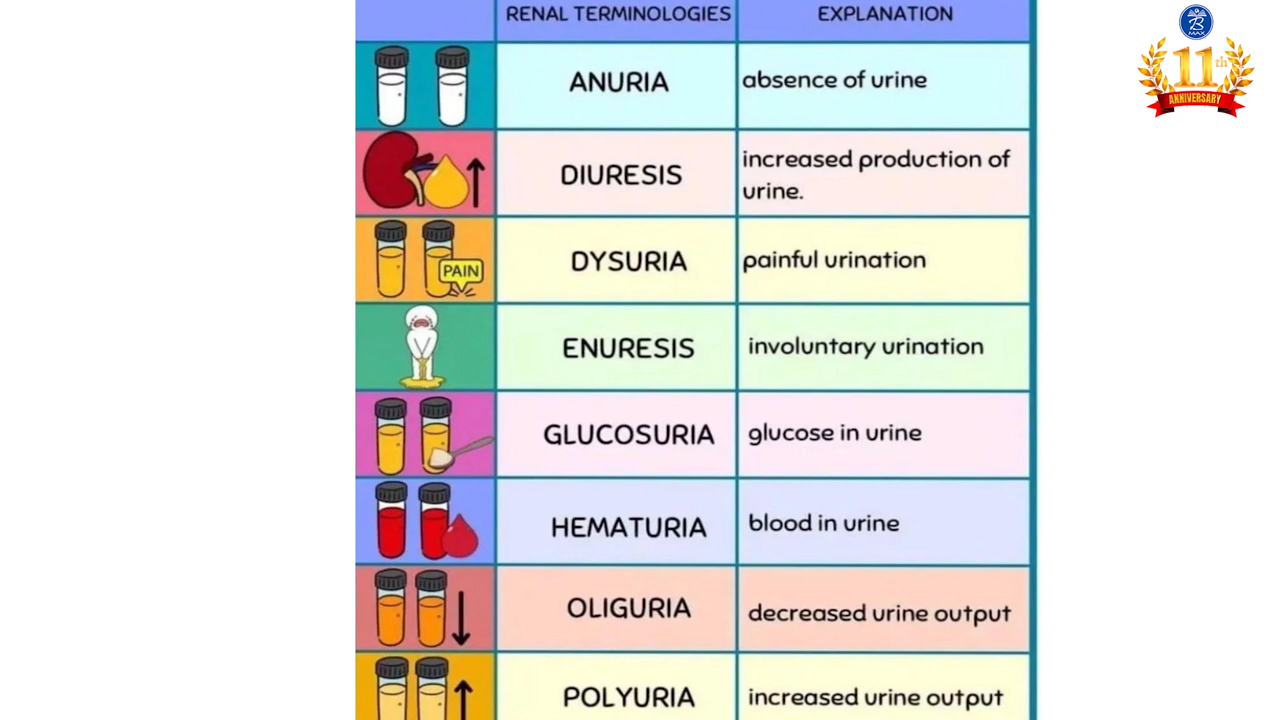 RENAL TERMINOLOGIES
EXPLANATION
ANURIA
absence of urine
DIURESIS
increased production of
urine.
DYSURIA
painful urination
PAIN
ENURESIS
involuntary urination
GLUCOSURIA
glucose in urine
HEMATURIA
blood in urine
OLIGURIA
decreased urine output
POLYURIA
increased urine output
B
MAX
11th
ANNIVERSARY